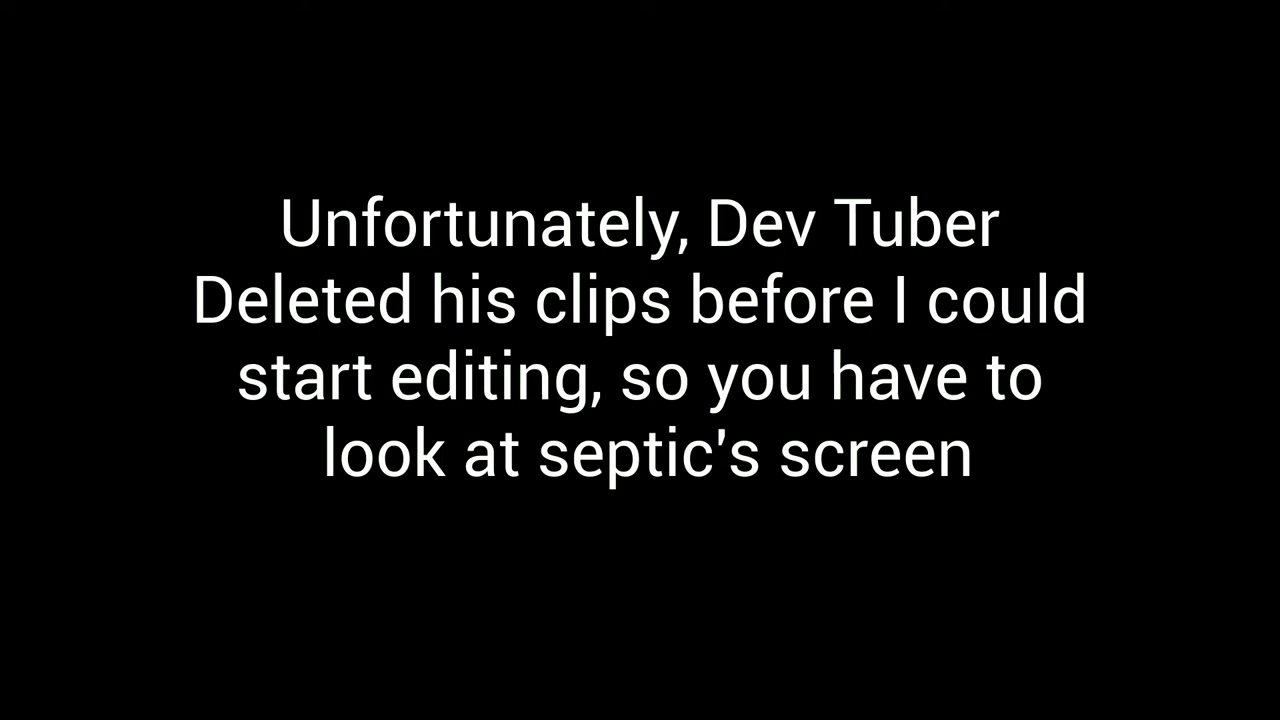 Unfortunately, Dev Tuber
Deleted his clips before I could
start editing, so you have to
look at septic's screen